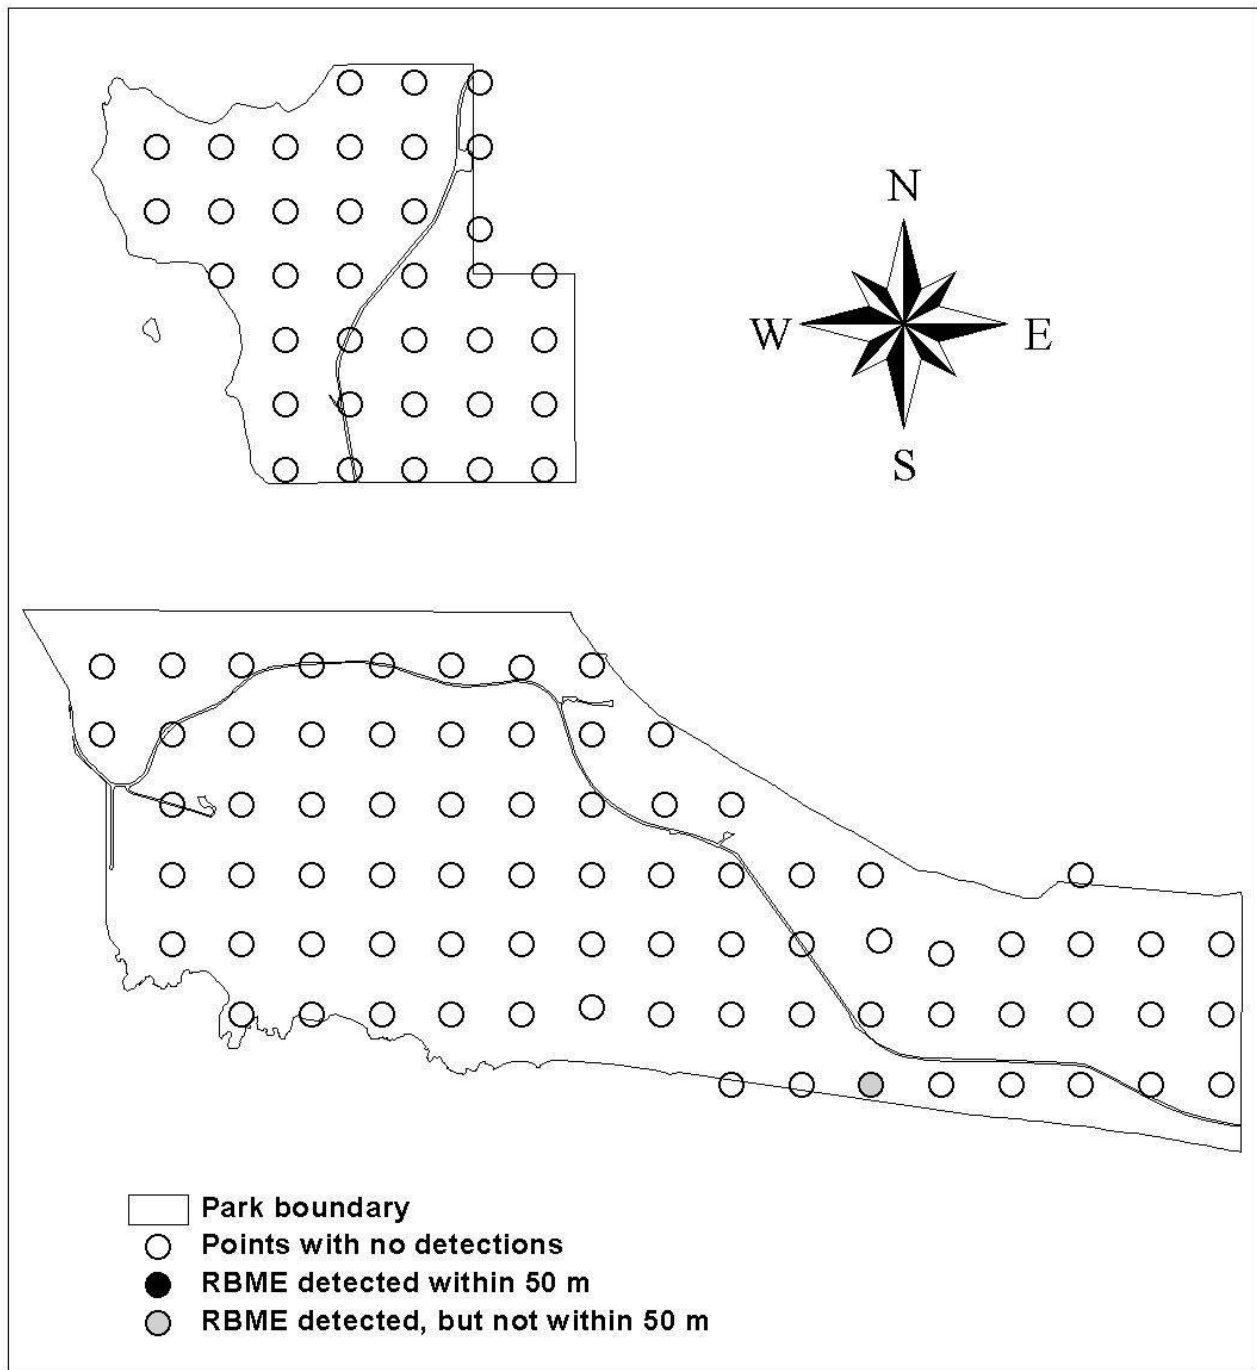 N
W
E
S
Park boundary
Points with no detections
RBME detected within 50 m
RBME detected, but not within 50 m